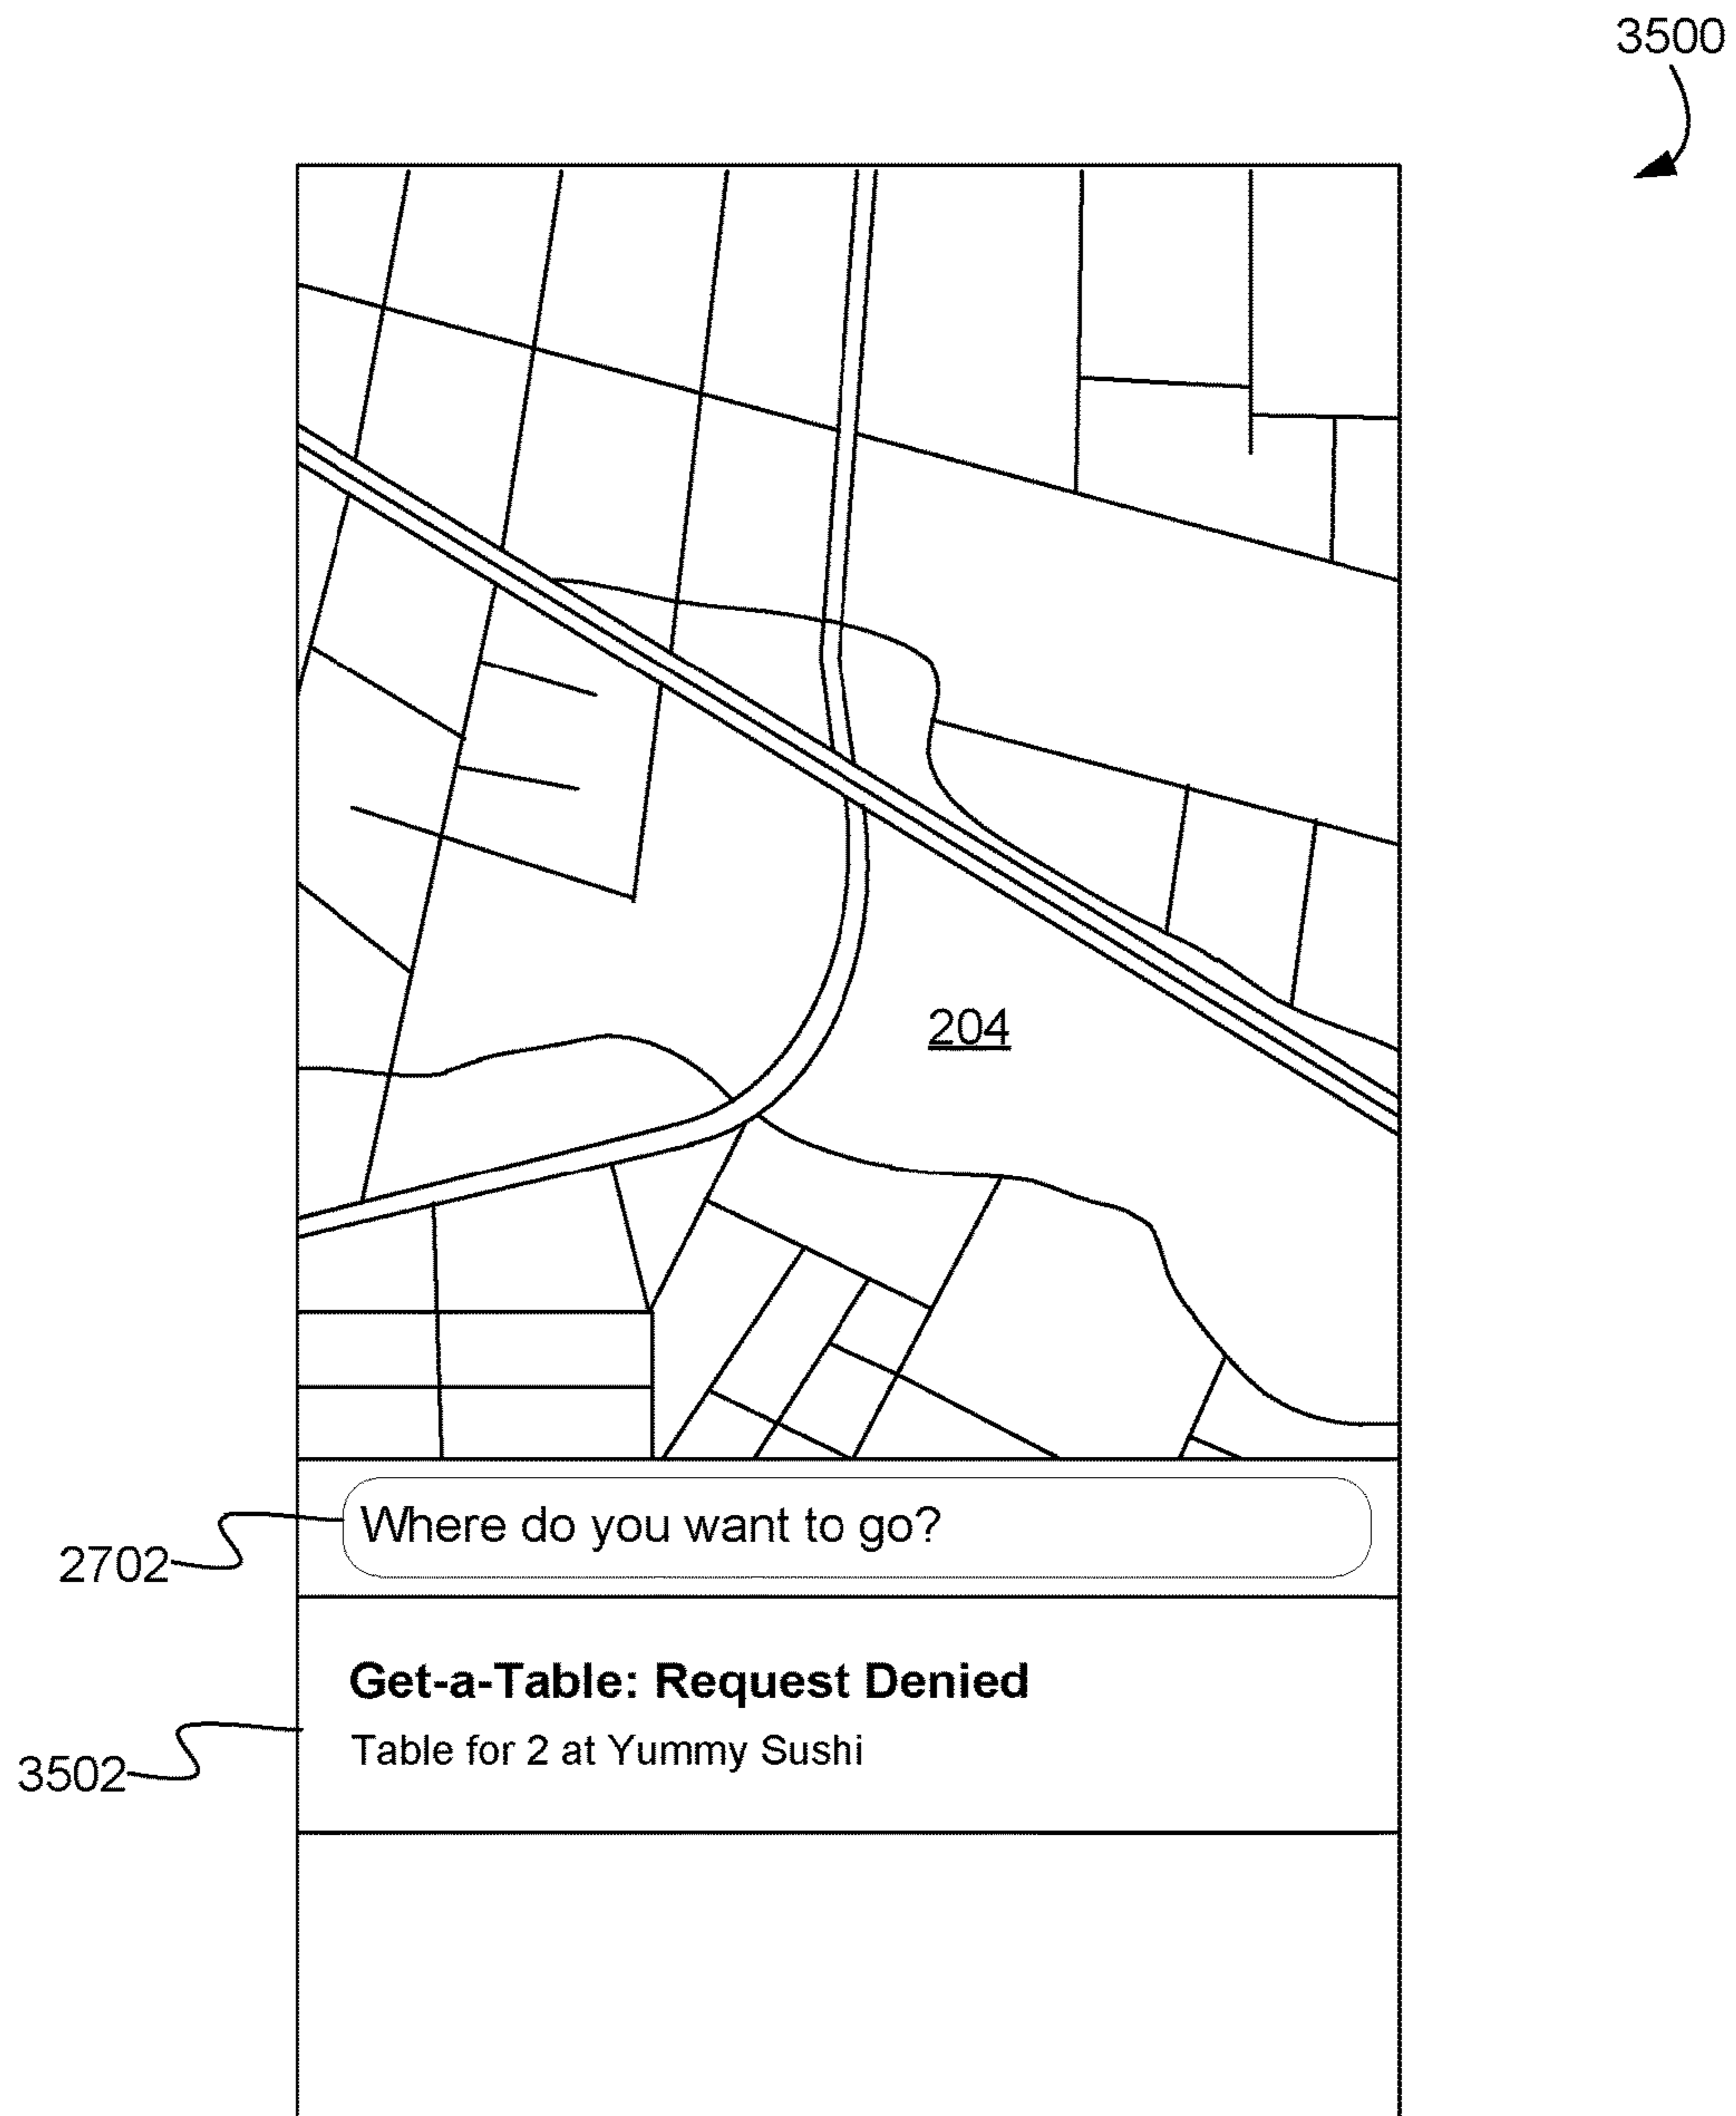 3500
204
Where do you want to go?
2702
Get-a-Table: Request Denied
Table for 2 at Yummy Sushi
3502